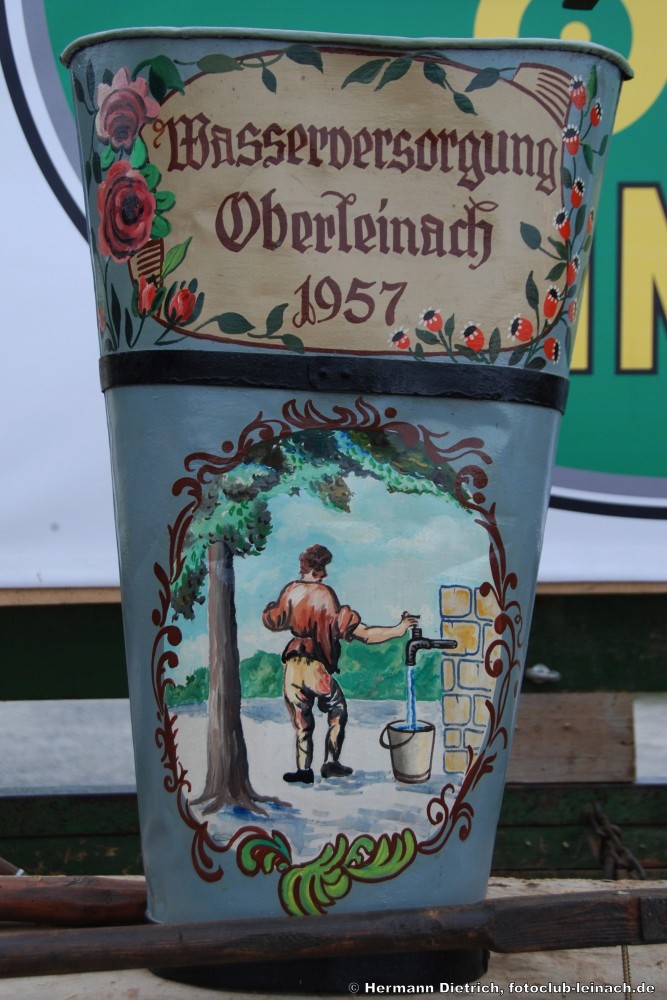 Wasserversorgung
Oberleinach
1957
© Hermann Dietrich, fotoclub-leinach.de